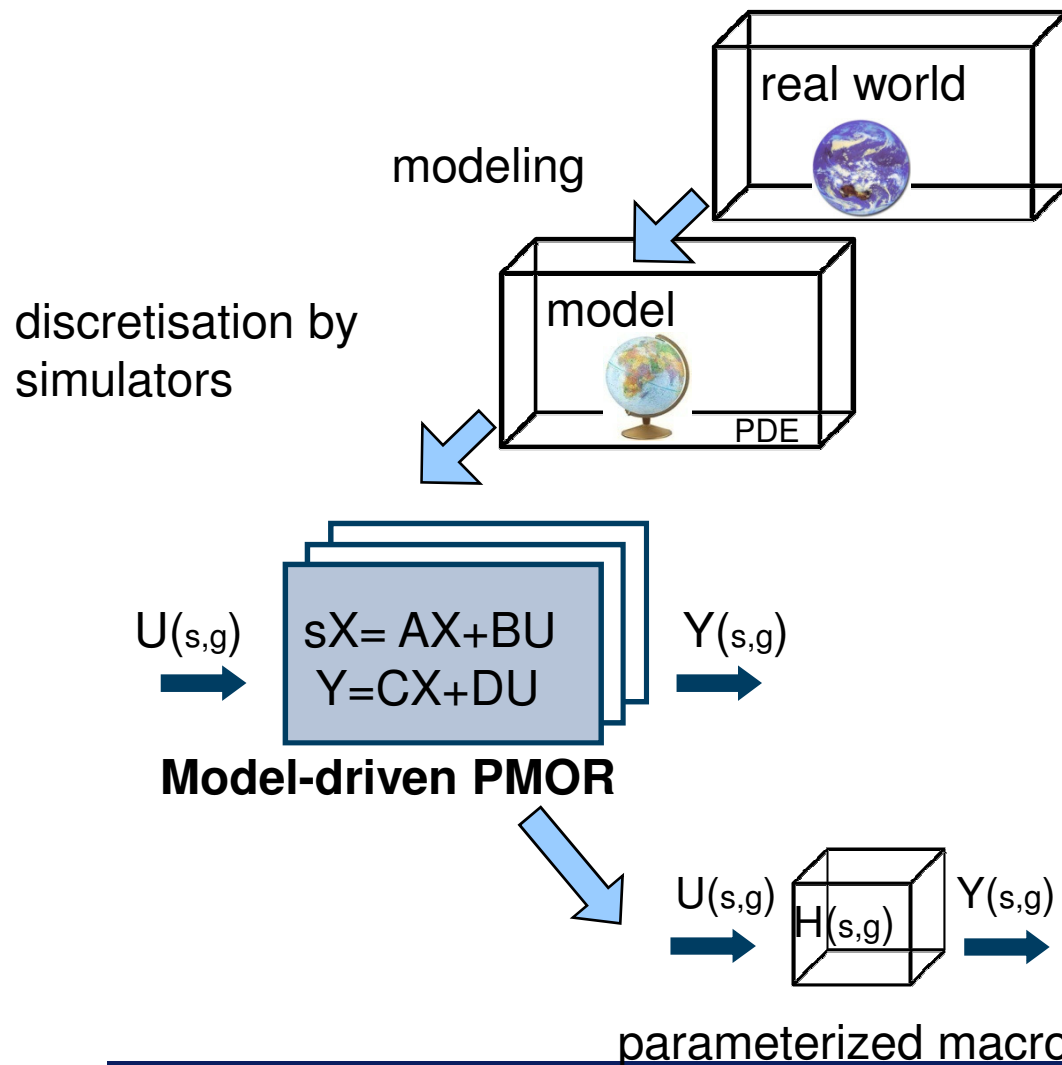 real world
modeling
model
discretisation by
simulators
PDE
U(s,g)
sX= AX+BU
Y=CX+DU
Y(s,g)
Model-driven PMOR
U(s,g)
H(s,g)
Y(s,g)
parameterized macro